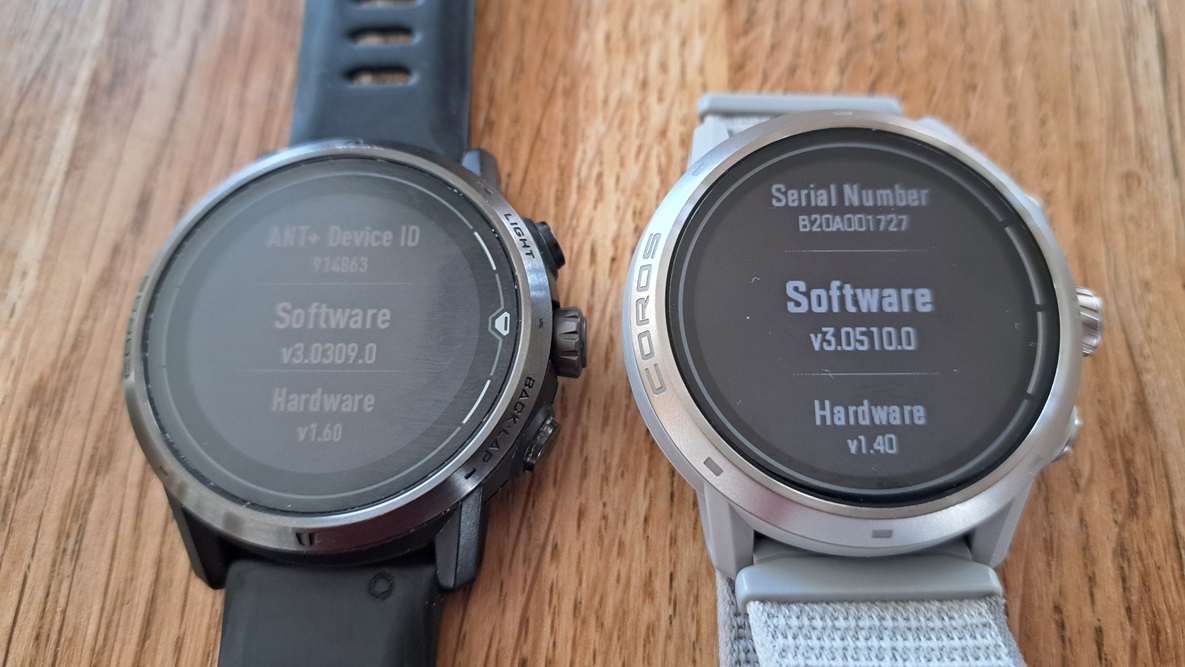 LIGHT
ANT+ Device ID
914863
Software
v3.0309.0
Hardware
v1.60
BACK·LAP
COROS
Serial Number
B20A001727
Software
v3.0510.0
Hardware
v1.40